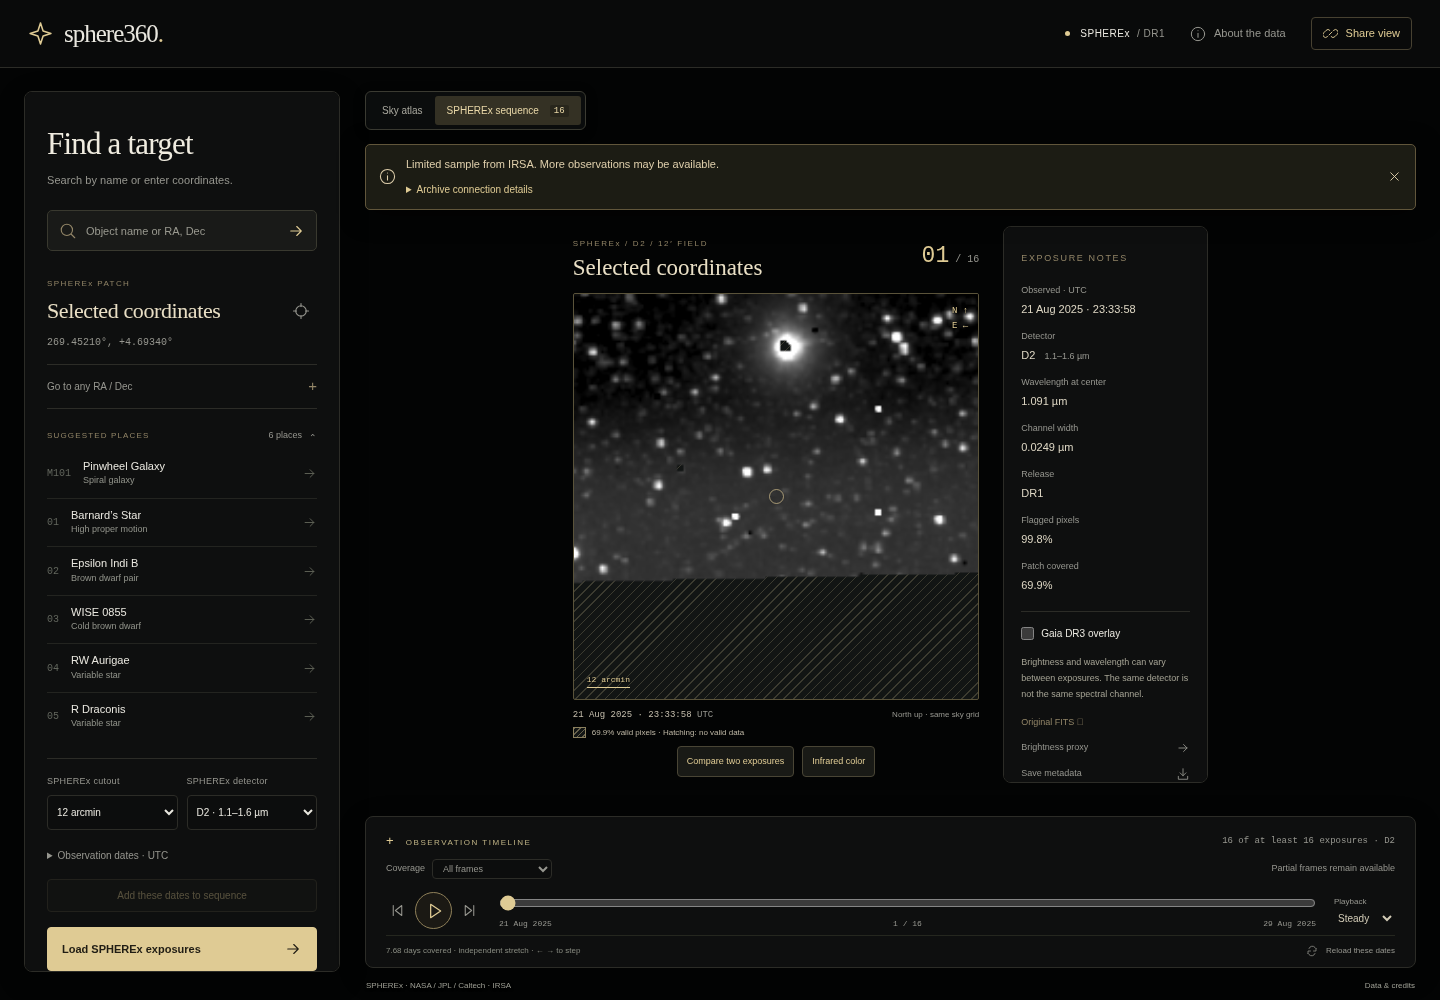 sphere360.
SPHEREx / DR1
About the data
Share view
Find a target
Search by name or enter coordinates.
Object name or RA, Dec
SPHEREx PATCH
Selected coordinates
269.45210°, +4.69340°
Go to any RA / Dec
+
SUGGESTED PLACES
6 places
M101
Pinwheel Galaxy
Spiral galaxy
01
Barnard's Star
High proper motion
02
Epsilon Indi B
Brown dwarf pair
03
WISE 0855
Cold brown dwarf
04
RW Aurigae
Variable star
05
R Draconis
Variable star
SPHEREx cutout
SPHEREx detector
12 arcmin
D2 · 1.1–1.6 µm
Observation dates · UTC
Add these dates to sequence
Load SPHEREx exposures
Sky atlas
SPHEREx sequence 16
Limited sample from IRSA. More observations may be available.
Archive connection details
SPHEREx / D2 / 12' FIELD
Selected coordinates
01 / 16
N ↑
E ←
12 arcmin
21 Aug 2025 · 23:33:58 UTC
North up · same sky grid
69.9% valid pixels · Hatching: no valid data
Compare two exposures
Infrared color
EXPOSURE NOTES
Observed · UTC
21 Aug 2025 · 23:33:58
Detector
D2 1.1–1.6 µm
Wavelength at center
1.091 µm
Channel width
0.0249 µm
Release
DR1
Flagged pixels
99.8%
Patch covered
69.9%
Gaia DR3 overlay
Brightness and wavelength can vary
between exposures. The same detector is
not the same spectral channel.
Original FITS
Brightness proxy
Save metadata
+ OBSERVATION TIMELINE
16 of at least 16 exposures · D2
Coverage
All frames
Partial frames remain available
21 Aug 2025
1 / 16
29 Aug 2025
Playback
Steady
7.68 days covered · independent stretch · ← → to step
Reload these dates
SPHEREx · NASA / JPL / Caltech · IRSA
Data & credits